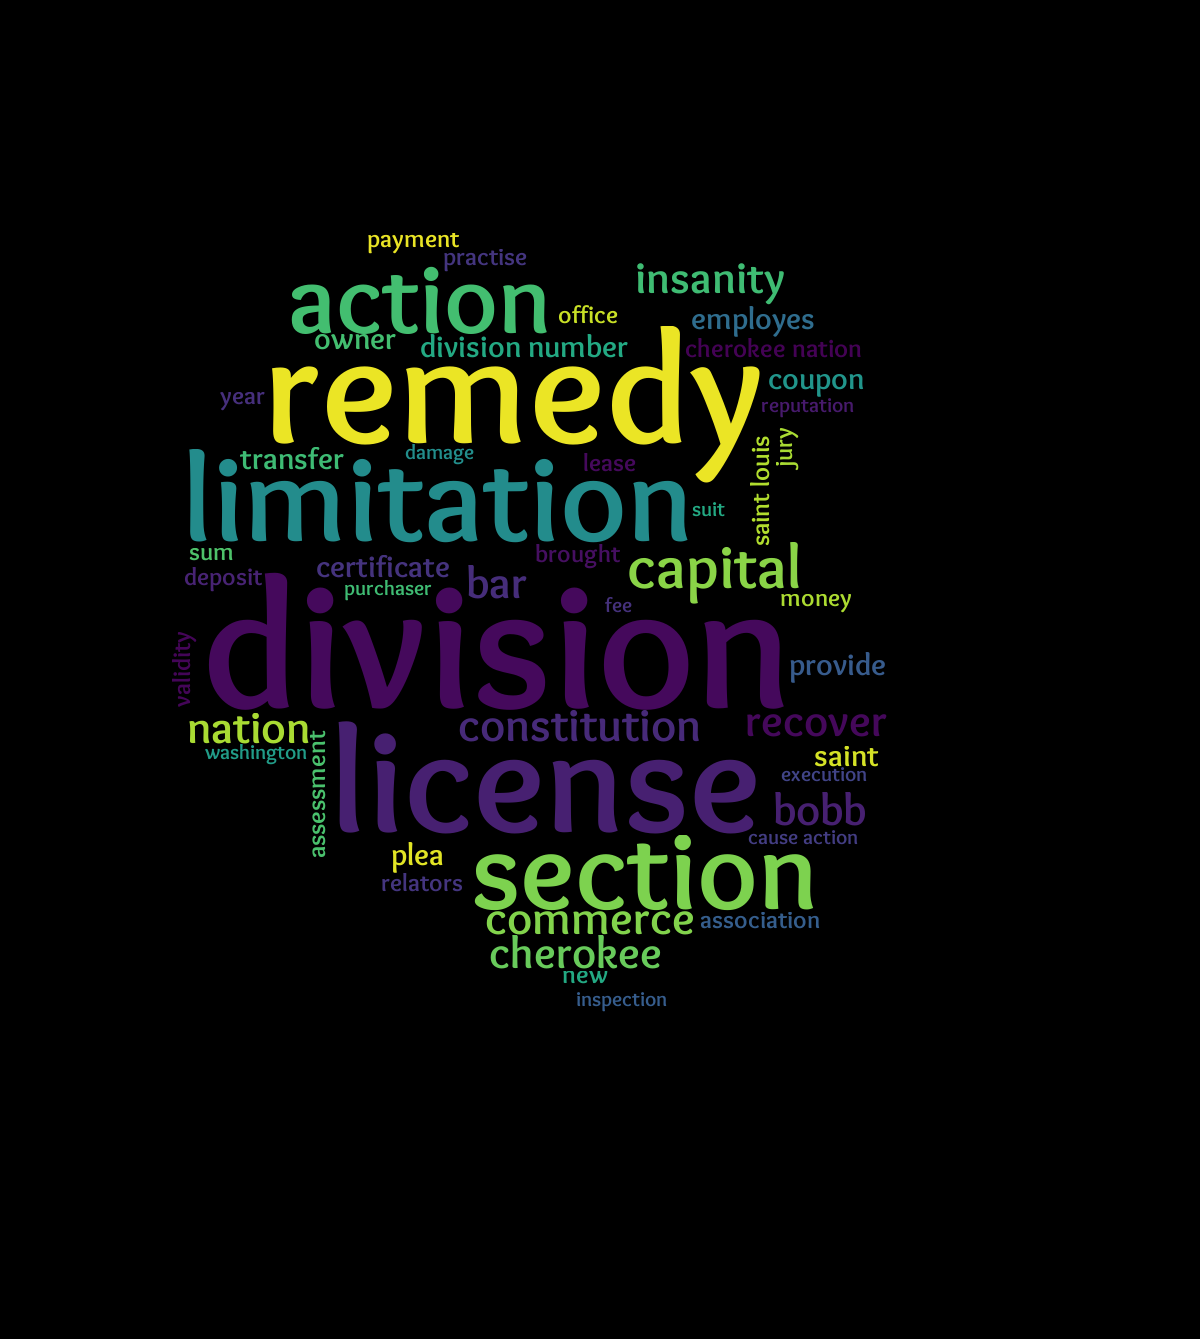 payment
practise
action
insanity
office
employes
owner
division number
cherokee nation
remedy
coupon
year
reputation
jury
saint louis
transfer
damage
lease
limitation
suit
sum
brought
certificate
capital
deposit
bar
purchaser
money
fee
division
validity
provide
nation
constitution
recover
washington
assessment
license
saint
execution
bobb
cause action
plea
relators
section
commerce
association
cherokee
new
inspection